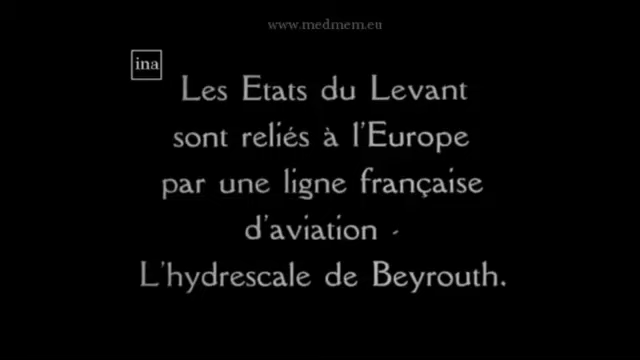 www.medmem.eu
ina
Les Etats du Levant
sont reliés à l'Europe
par une ligne française
d'aviation -
L'hydrescale de Beyrouth.